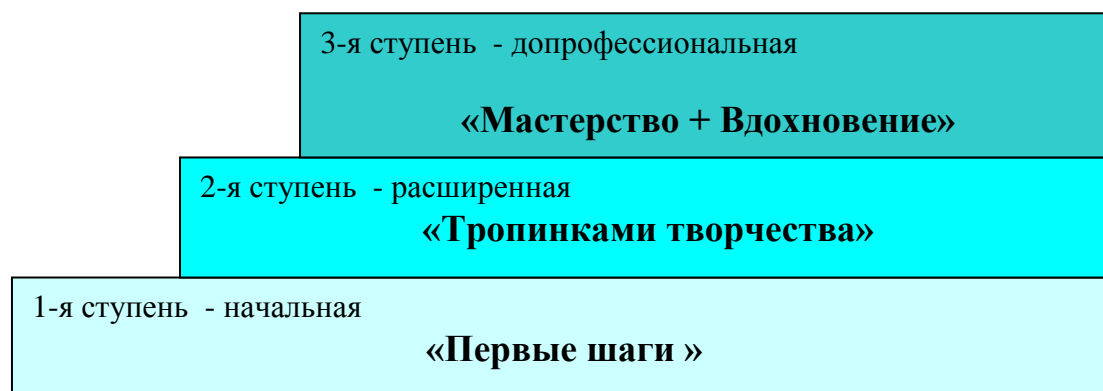 3-я ступень - допрофессиональная
«Мастерство + Вдохновение»
2-я ступень - расширенная
«Тропинками творчества»
1-я ступень - начальная
«Первые шаги »